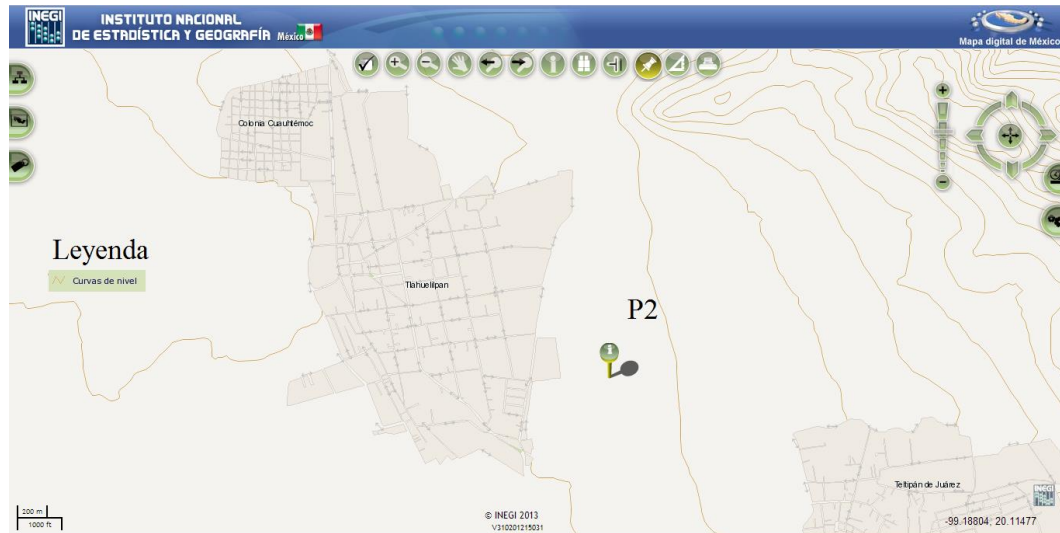 INEGI
INSTITUTO NACIONAL
DE ESTADÍSTICA Y GEOGRAFÍA México
Mapa digital de México
Colonia Cuauhtémoc
Leyenda
Curvas de nivel
Tlahuelilpan
P2
Teltipán de Juárez
INEGI
200 m
1000 ft
© INEGI 2013
V310201215031
-99.18804, 20.11477